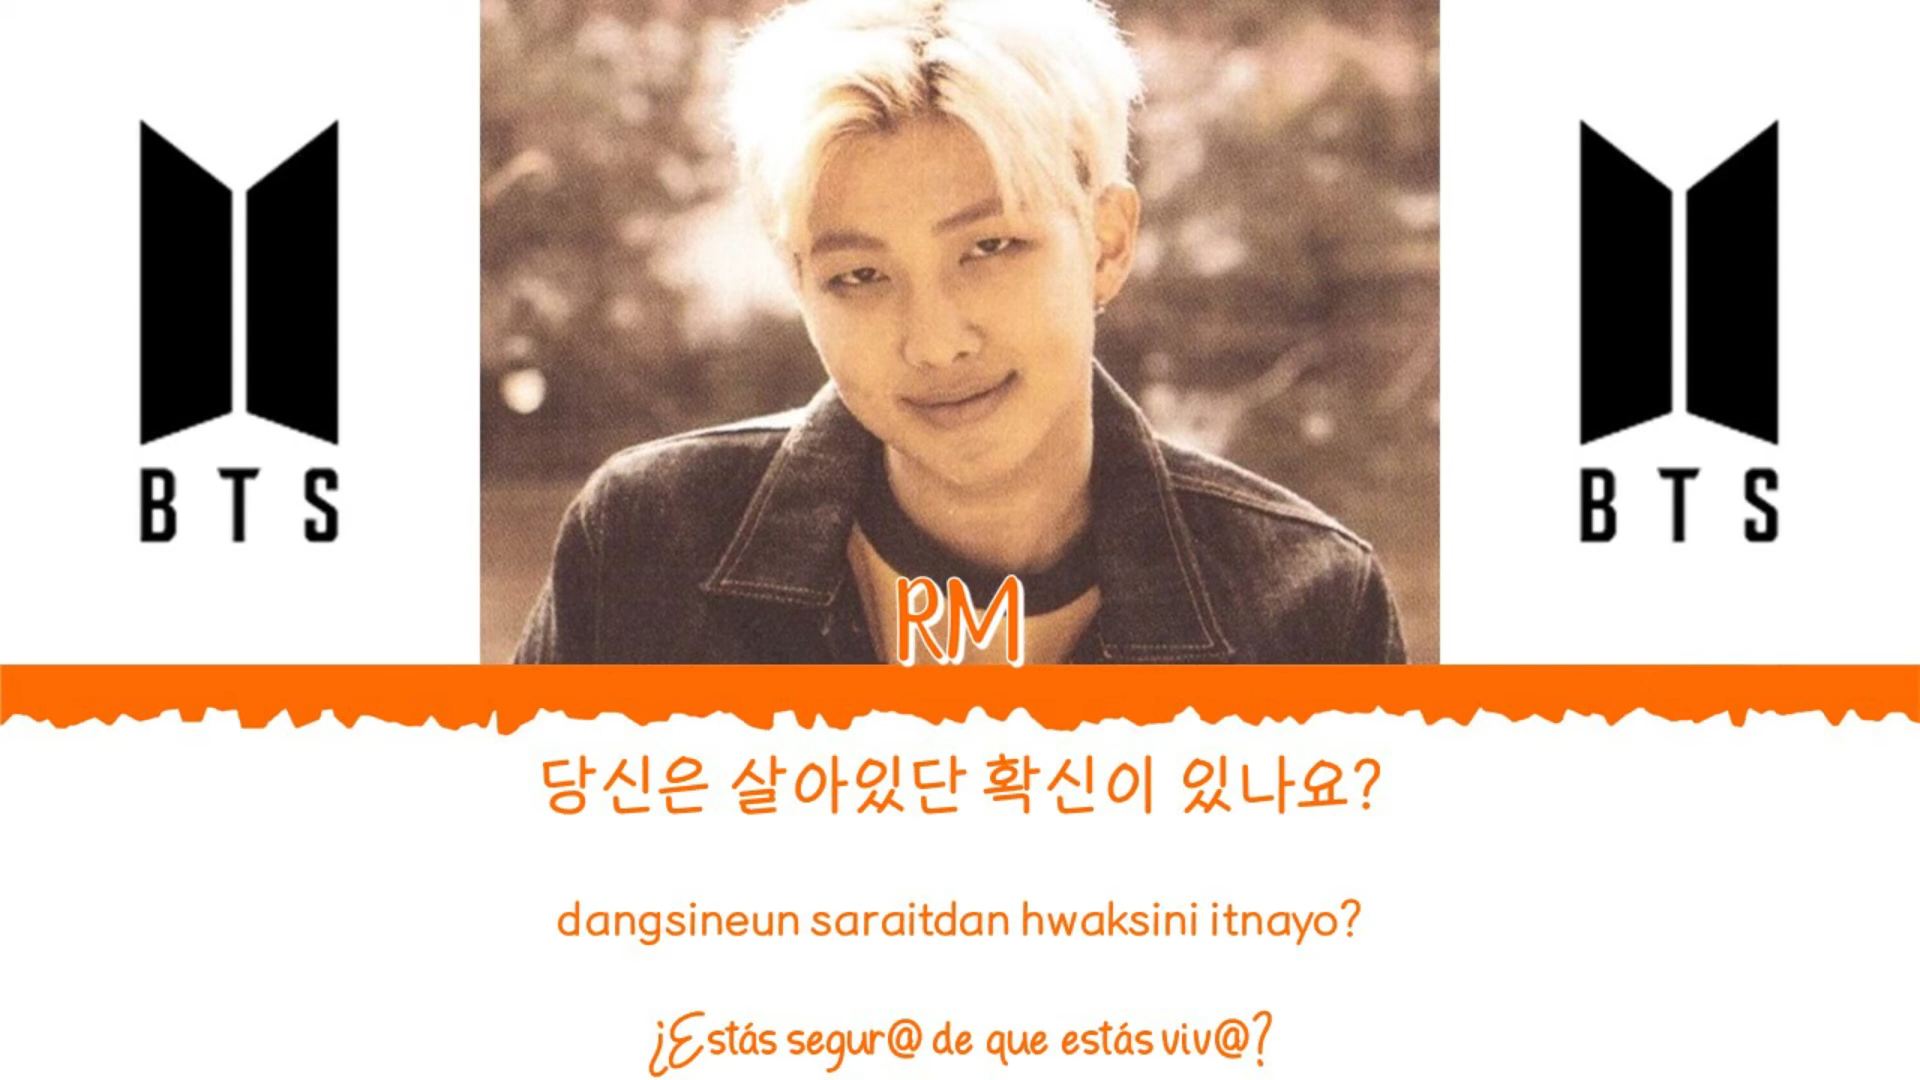 BTS
BTS
RM
당신은 살아있단 확신이 있나요?
dangsineun saraitdan hwaksini itnayo?
¿Estás segur@ de que estás viv@?